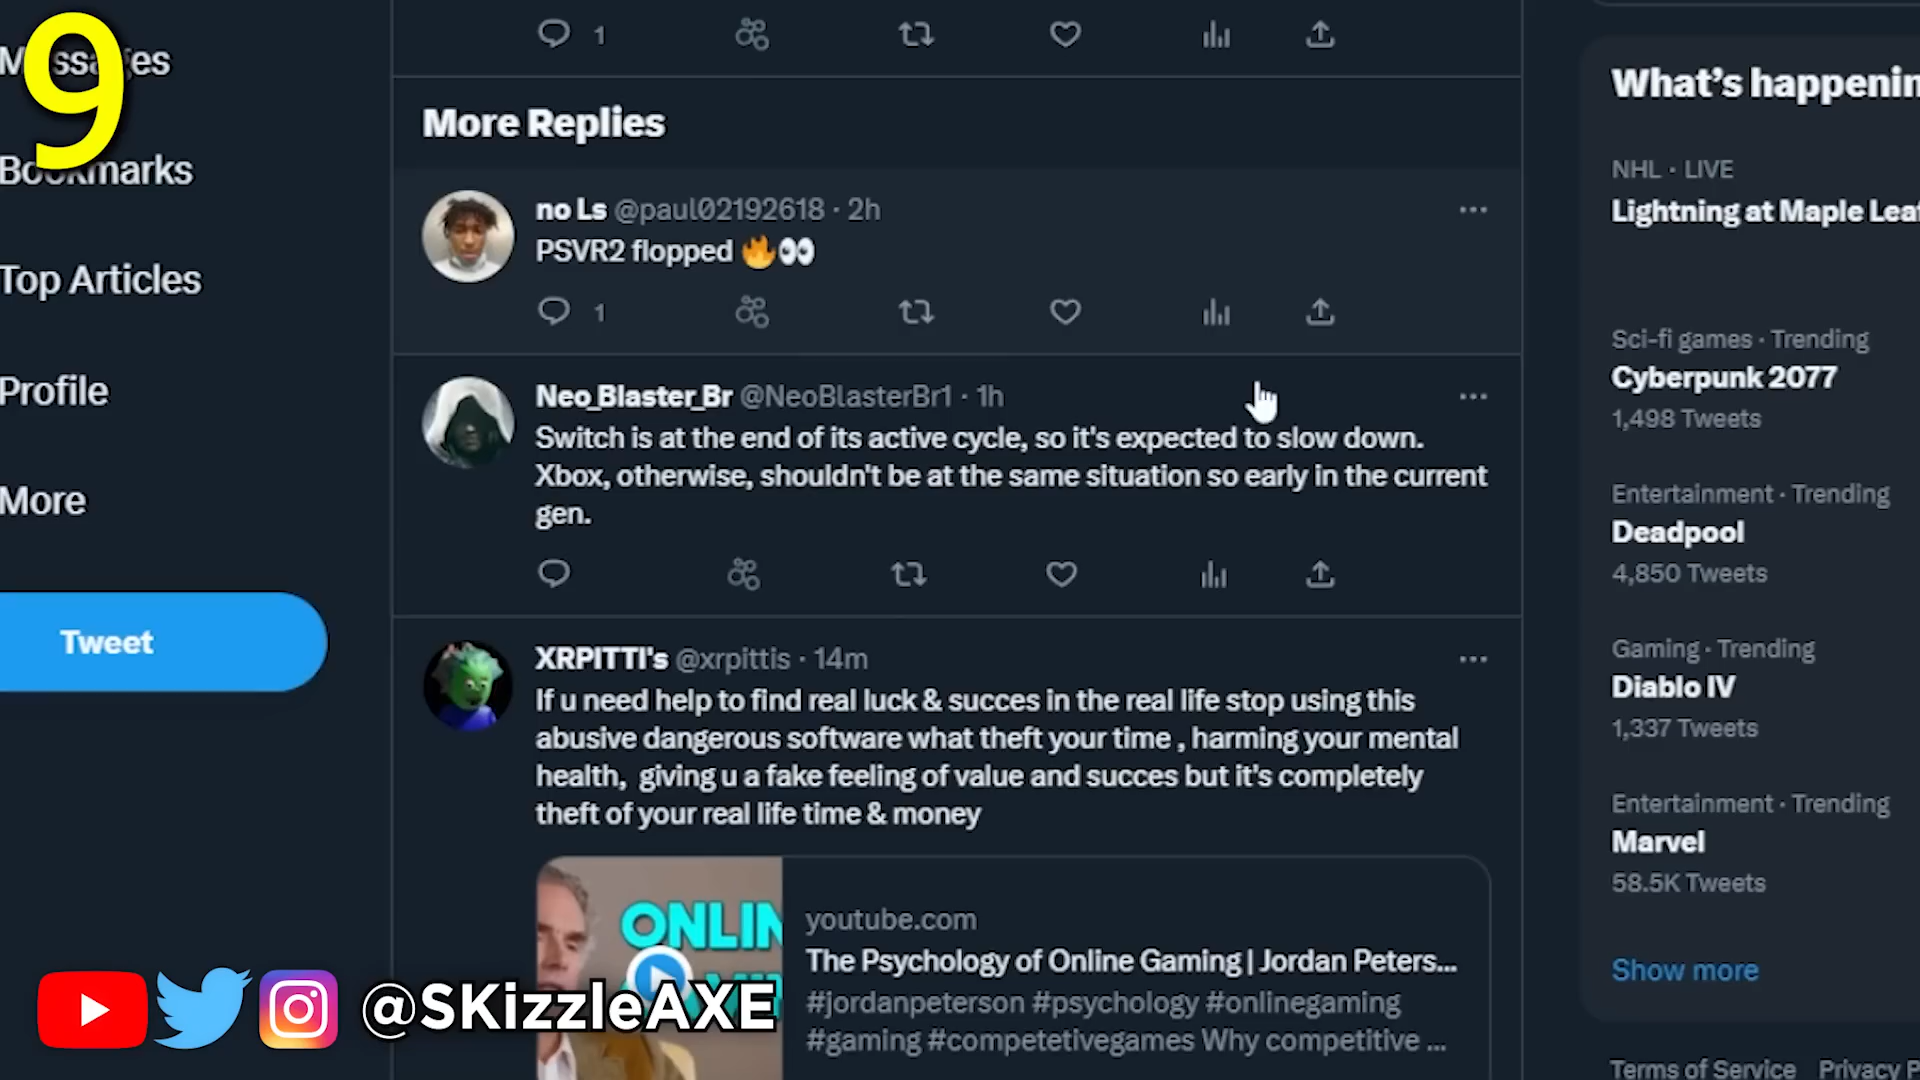 9
Messages
Bookmarks
Top Articles
Profile
More
Tweet
1
More Replies
no Ls @paul02192618 · 2h
PSVR2 flopped 🔥👀
1
Neo_Blaster_Br @NeoBlasterBr1 · 1h
Switch is at the end of its active cycle, so it's expected to slow down.
Xbox, otherwise, shouldn't be at the same situation so early in the current
gen.
XRPITTI's @xrpittis · 14m
If u need help to find real luck & succes in the real life stop using this
abusive dangerous software what theft your time , harming your mental
health,  giving u a fake feeling of value and succes but it's completely
theft of your real life time & money
ONLIN
youtube.com
The Psychology of Online Gaming | Jordan Peters...
#jordanpeterson #psychology #onlinegaming
#gaming #competetivegames Why competitive ...
@SKizzleAXE
What's happenin
NHL · LIVE
Lightning at Maple Leaf
Sci-fi games · Trending
Cyberpunk 2077
1,498 Tweets
Entertainment · Trending
Deadpool
4,850 Tweets
Gaming · Trending
Diablo IV
1,337 Tweets
Entertainment · Trending
Marvel
58.5K Tweets
Show more
Terms of Service Privacy P